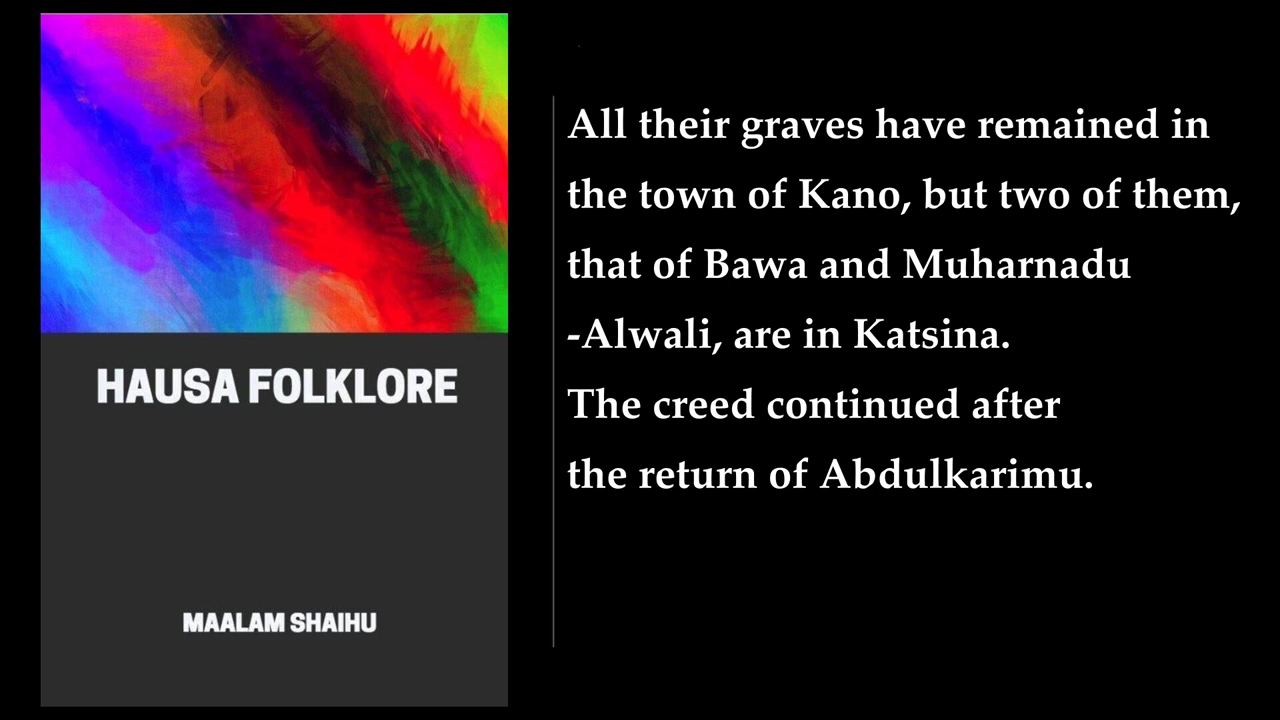 HAUSA FOLKLORE
MAALAM SHAIHU
All their graves have remained in
the town of Kano, but two of them,
that of Bawa and Muharnadu
-Alwali, are in Katsina.
The creed continued after
the return of Abdulkarimu.